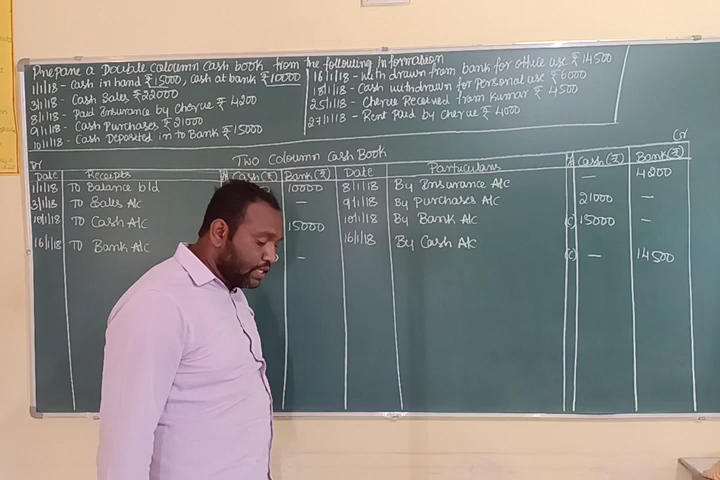 Prepare a Double Coloumn Cash book from the following information
1/1/18 - Cash in hand ₹15000, Cash at bank ₹10000
3/1/18 - Cash Sales ₹22000
8/1/18 - Paid Insurance by Cheque ₹ 4200
9/1/18 - Cash Purchases ₹21000
10/1/18 - Cash Deposited in to Bank ₹15000
16/1/18 - With drawn from bank for office use ₹14500
18/1/18 - Cash withdrawn for Personal use ₹6000
25/1/18 - Cheque Received from Kumar ₹ 4500
27/1/18 - Rent Paid by cheque ₹ 4000
Dr Two Coloumn Cash Book Cr
Date Receipts Cash(₹) Bank(₹) Date Particulars Cash(₹) Bank(₹)
1/1/18 To Balance b/d 10000 8/1/18 By Insurance A/c — 4200
3/1/18 To Sales A/c — 9/1/18 By Purchases A/c 21000 —
10/1/18 To Cash A/c 15000 10/1/18 By Bank A/c (C) 15000 —
16/1/18 To Bank A/c — 16/1/18 By Cash A/c (C) — 14500